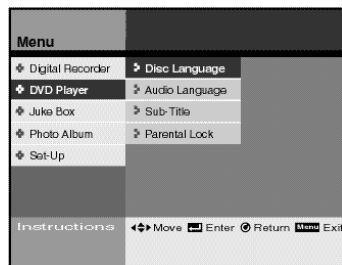 Menu
Digital Recorder
DVD Player
Juke Box
Photo Album
Set-Up
Disc Language
Audio Language
Sub-Title
Parental Lock
Instructions
Move Enter Return Menu Exit